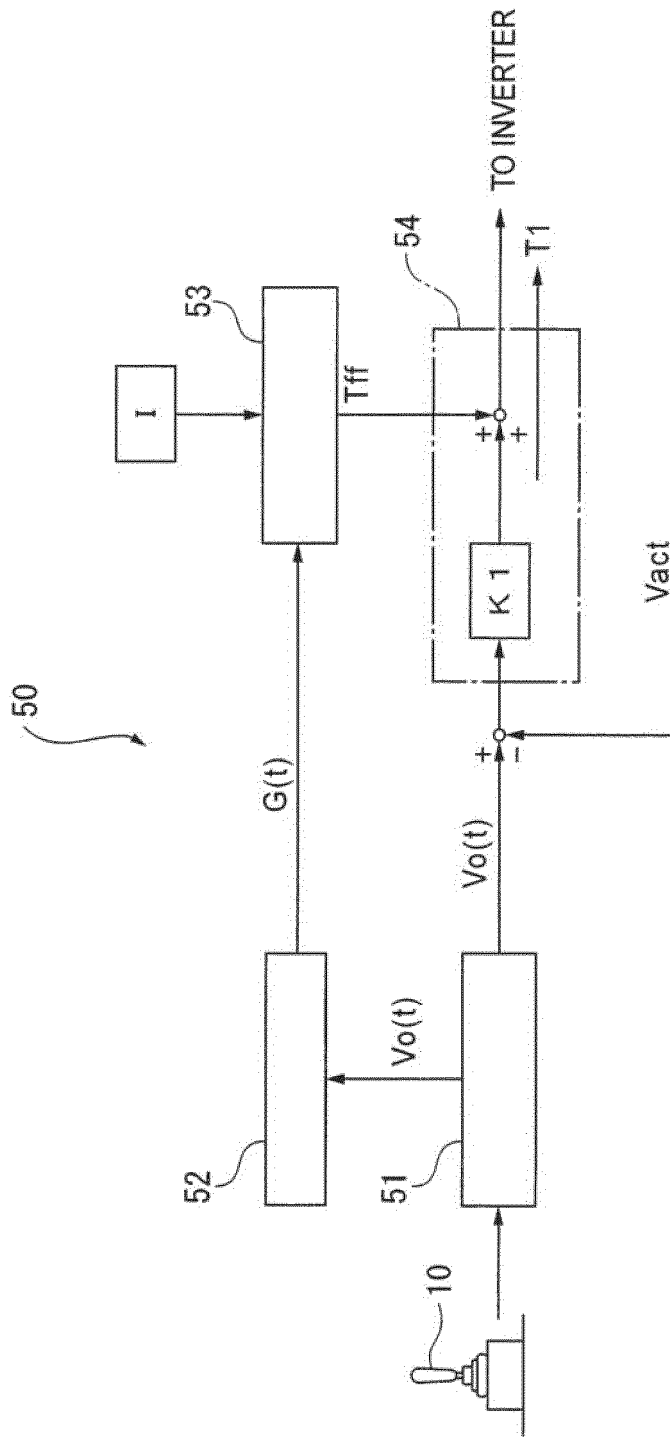 50
I
53
52
G(t)
Tff
54
TO INVERTER
T1
Vo(t)
51
Vo(t)
+
-
K 1
+
+
10
Vact